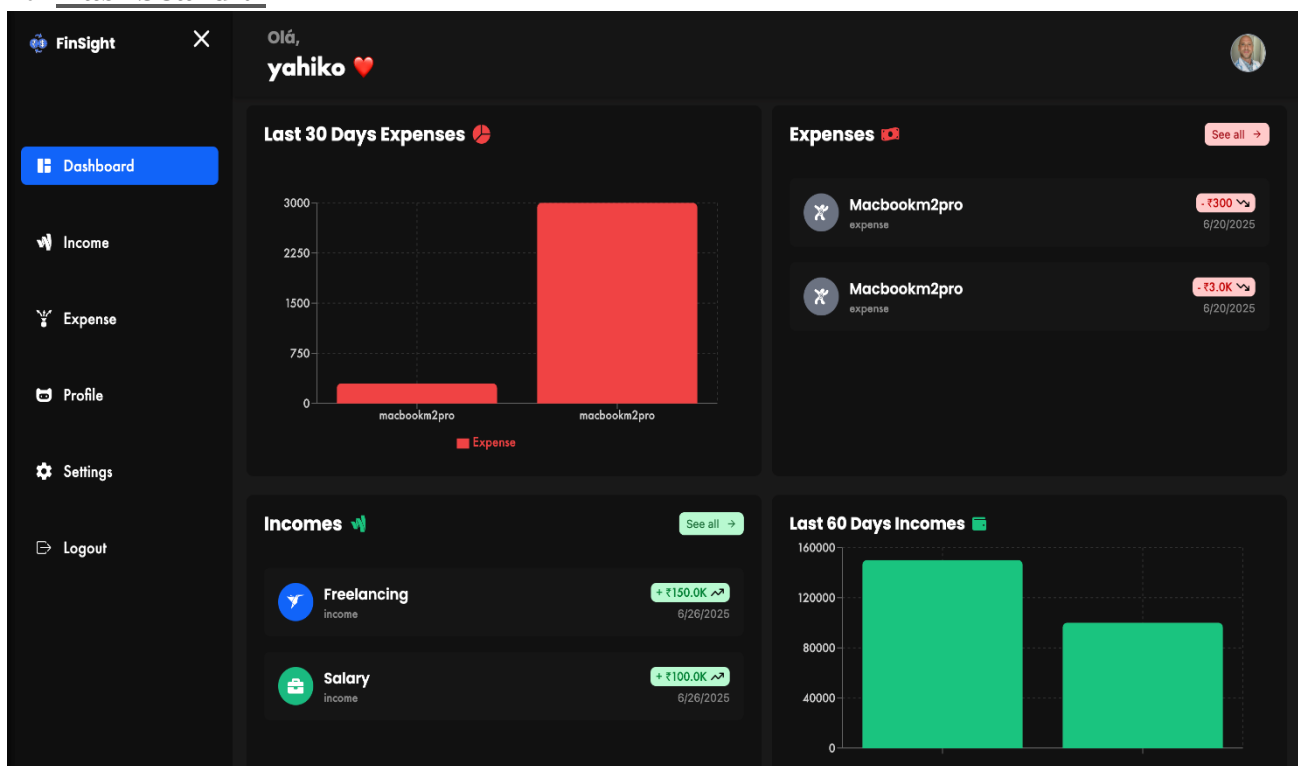 FinSight
Olá,
yahiko
Dashboard
Income
Expense
Profile
Settings
Logout
Last 30 Days Expenses
3000
2250
1500
750
0
macbookm2pro macbookm2pro
Expense
Expenses
See all →
Macbookm2pro
expense
- ₹300
6/20/2025
Macbookm2pro
expense
- ₹3.0K
6/20/2025
Incomes
See all →
Freelancing
income
+ ₹150.0K
6/26/2025
Salary
income
+ ₹100.0K
6/26/2025
Last 60 Days Incomes
160000
120000
80000
40000
0